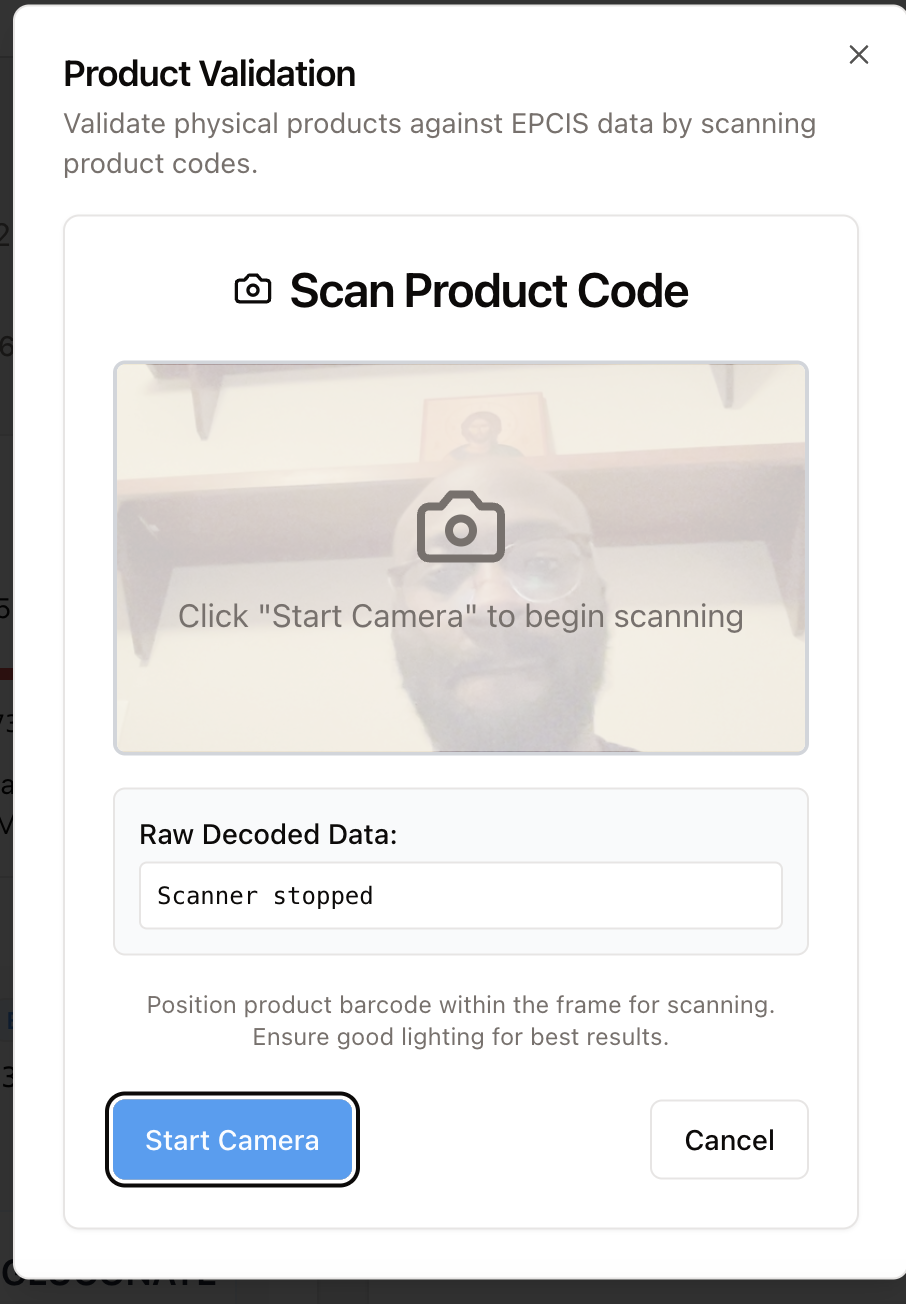 Product Validation
Validate physical products against EPCIS data by scanning
product codes.
Scan Product Code
Click "Start Camera" to begin scanning
Raw Decoded Data:
Scanner stopped
Position product barcode within the frame for scanning.
Ensure good lighting for best results.
Start Camera
Cancel